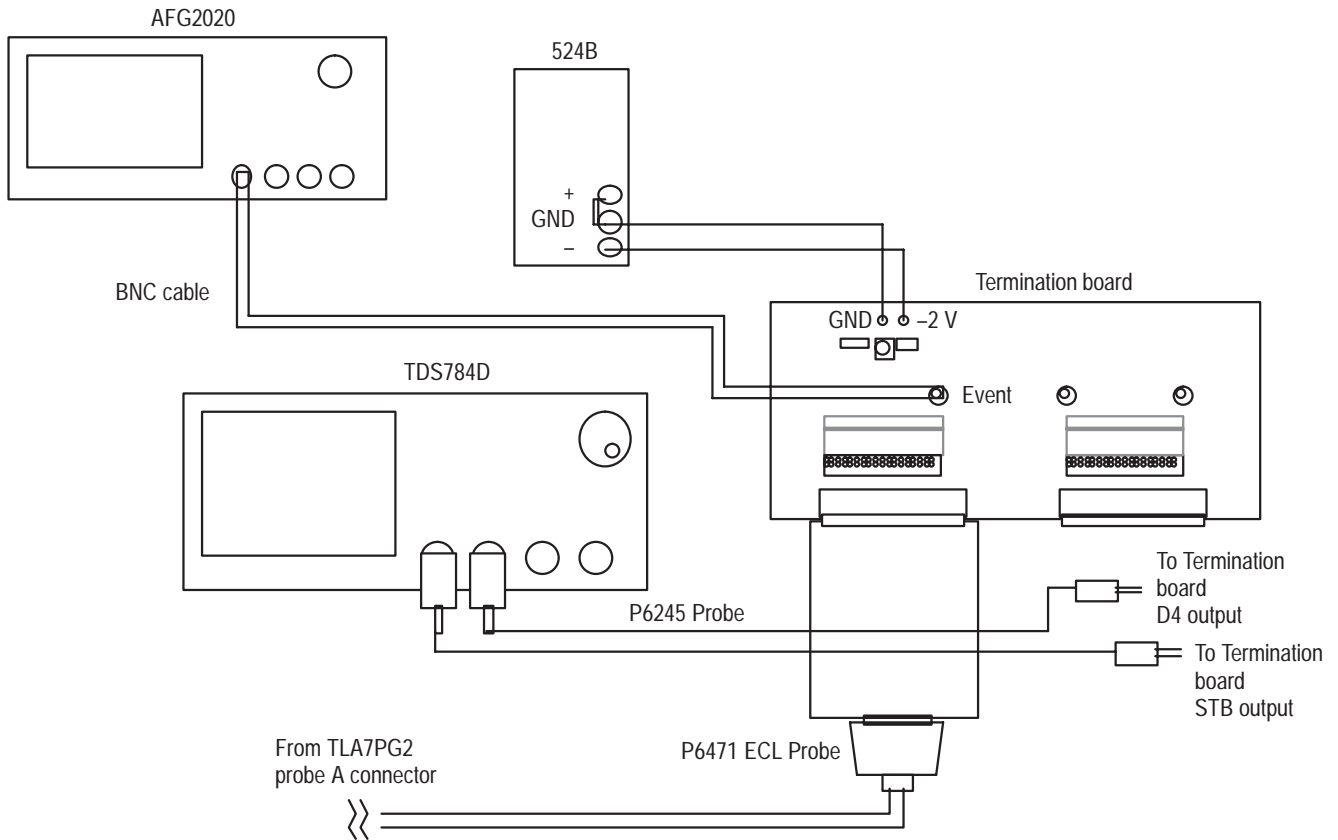 AFG2020
524B
+
GND
–
BNC cable
Termination board
GND
–2 V
TDS784D
Event
To Termination
board
D4 output
P6245 Probe
To Termination
board
STB output
From TLA7PG2
probe A connector
P6471 ECL Probe